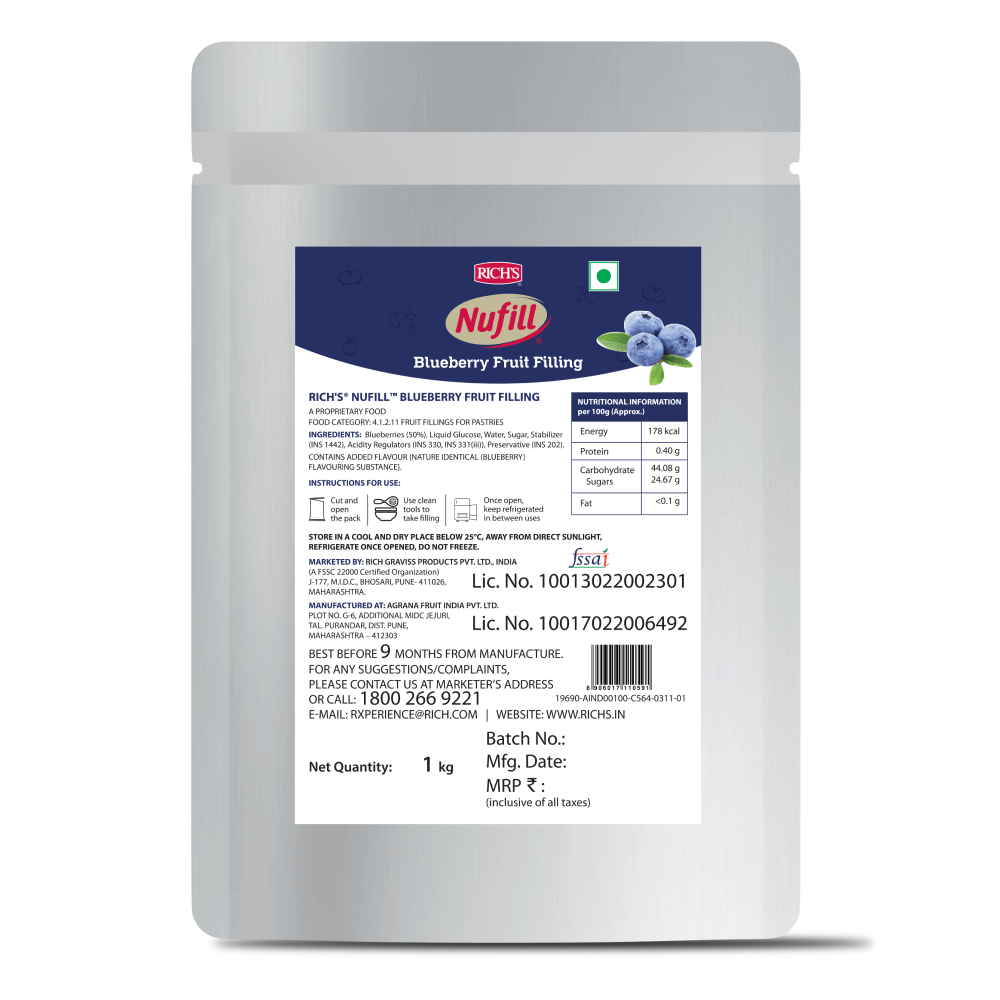 RICH'S
®
Nufill
®
Blueberry Fruit Filling
RICH'S® NUFILL™ BLUEBERRY FRUIT FILLING
A PROPRIETARY FOOD
FOOD CATEGORY: 4.1.2.11 FRUIT FILLINGS FOR PASTRIES
INGREDIENTS: Blueberries (50%), Liquid Glucose, Water, Sugar, Stabilizer
(INS 1442), Acidity Regulators (INS 330, INS 331(iii)), Preservative (INS 202).
CONTAINS ADDED FLAVOUR {NATURE IDENTICAL (BLUEBERRY)
FLAVOURING SUBSTANCE}.
NUTRITIONAL INFORMATION
per 100g (Approx.)
Energy 178 kcal
Protein 0.40 g
Carbohydrate 44.08 g
Sugars 24.67 g
Fat <0.1 g
INSTRUCTIONS FOR USE:
Cut and
open
the pack
Use clean
tools to
take filling
Once open,
keep refrigerated
in between uses
STORE IN A COOL AND DRY PLACE BELOW 25°C, AWAY FROM DIRECT SUNLIGHT,
REFRIGERATE ONCE OPENED, DO NOT FREEZE.
MARKETED BY: RICH GRAVISS PRODUCTS PVT. LTD., INDIA
(A FSSC 22000 Certified Organization)
J-177, M.I.D.C., BHOSARI, PUNE- 411026,
MAHARASHTRA.
fssai
Lic. No. 10013022002301
MANUFACTURED AT: AGRANA FRUIT INDIA PVT. LTD.
PLOT NO. G-6, ADDITIONAL MIDC JEJURI,
TAL. PURANDAR, DIST. PUNE,
MAHARASHTRA – 412303
Lic. No. 10017022006492
BEST BEFORE 9 MONTHS FROM MANUFACTURE.
FOR ANY SUGGESTIONS/COMPLAINTS,
PLEASE CONTACT US AT MARKETER'S ADDRESS
OR CALL: 1800 266 9221
E-MAIL: RXPERIENCE@RICH.COM | WEBSITE: WWW.RICHS.IN
8 906017 110591
19690-AIND00100-C564-0311-01
Net Quantity: 1 kg
Batch No.:
Mfg. Date:
MRP ₹ :
(inclusive of all taxes)